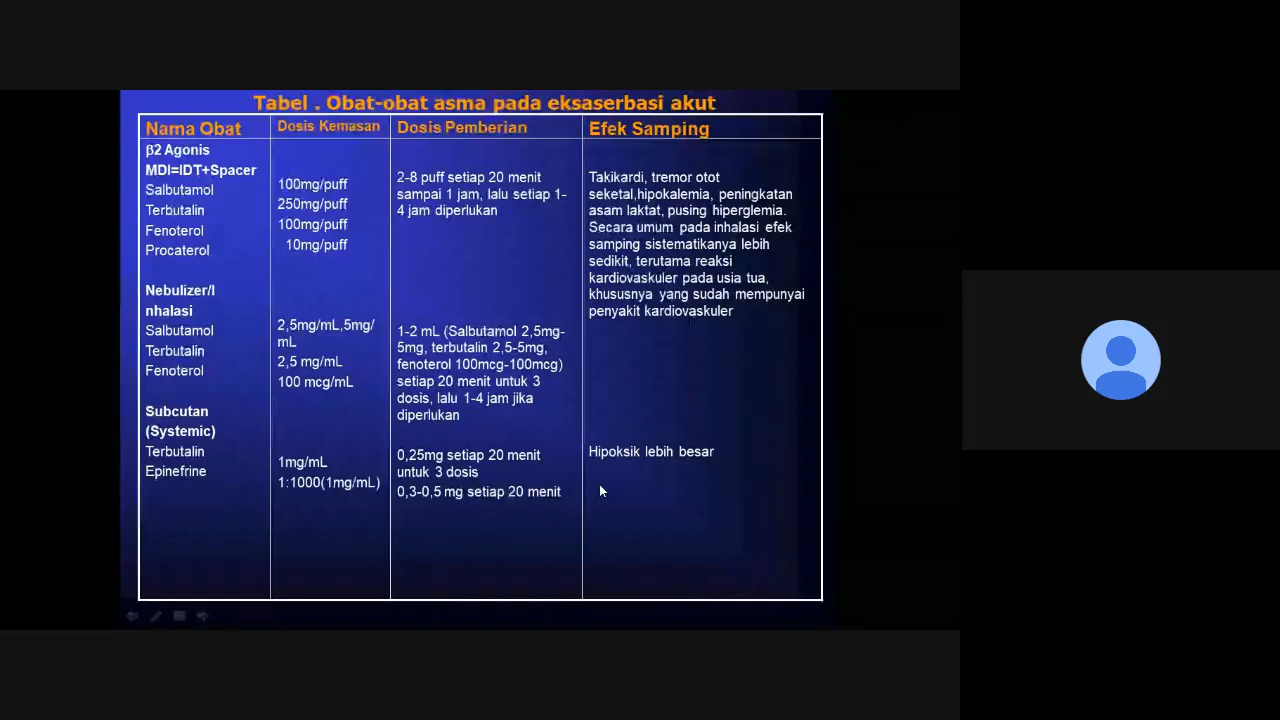 Tabel . Obat-obat asma pada eksaserbasi akut
Nama Obat
Dosis Kemasan
Dosis Pemberian
Efek Samping
β2 Agonis
MDI=IDT+Spacer
Salbutamol
Terbutalin
Fenoterol
Procaterol
100mg/puff
250mg/puff
100mg/puff
10mg/puff
2-8 puff setiap 20 menit
sampai 1 jam, lalu setiap 1-
4 jam diperlukan
Takikardi, tremor otot
seketal,hipokalemia, peningkatan
asam laktat, pusing hiperglemia.
Secara umum pada inhalasi efek
samping sistematikanya lebih
sedikit, terutama reaksi
kardiovaskuler pada usia tua,
khususnya yang sudah mempunyai
penyakit kardiovaskuler
Nebulizer/I
nhalasi
Salbutamol
Terbutalin
Fenoterol
2,5mg/mL,5mg/
mL
2,5 mg/mL
100 mcg/mL
1-2 mL (Salbutamol 2,5mg-
5mg, terbutalin 2,5-5mg,
fenoterol 100mcg-100mcg)
setiap 20 menit untuk 3
dosis, lalu 1-4 jam jika
diperlukan
Subcutan
(Systemic)
Terbutalin
Epinefrine
1mg/mL
1:1000(1mg/mL)
0,25mg setiap 20 menit
untuk 3 dosis
0,3-0,5 mg setiap 20 menit
Hipoksik lebih besar